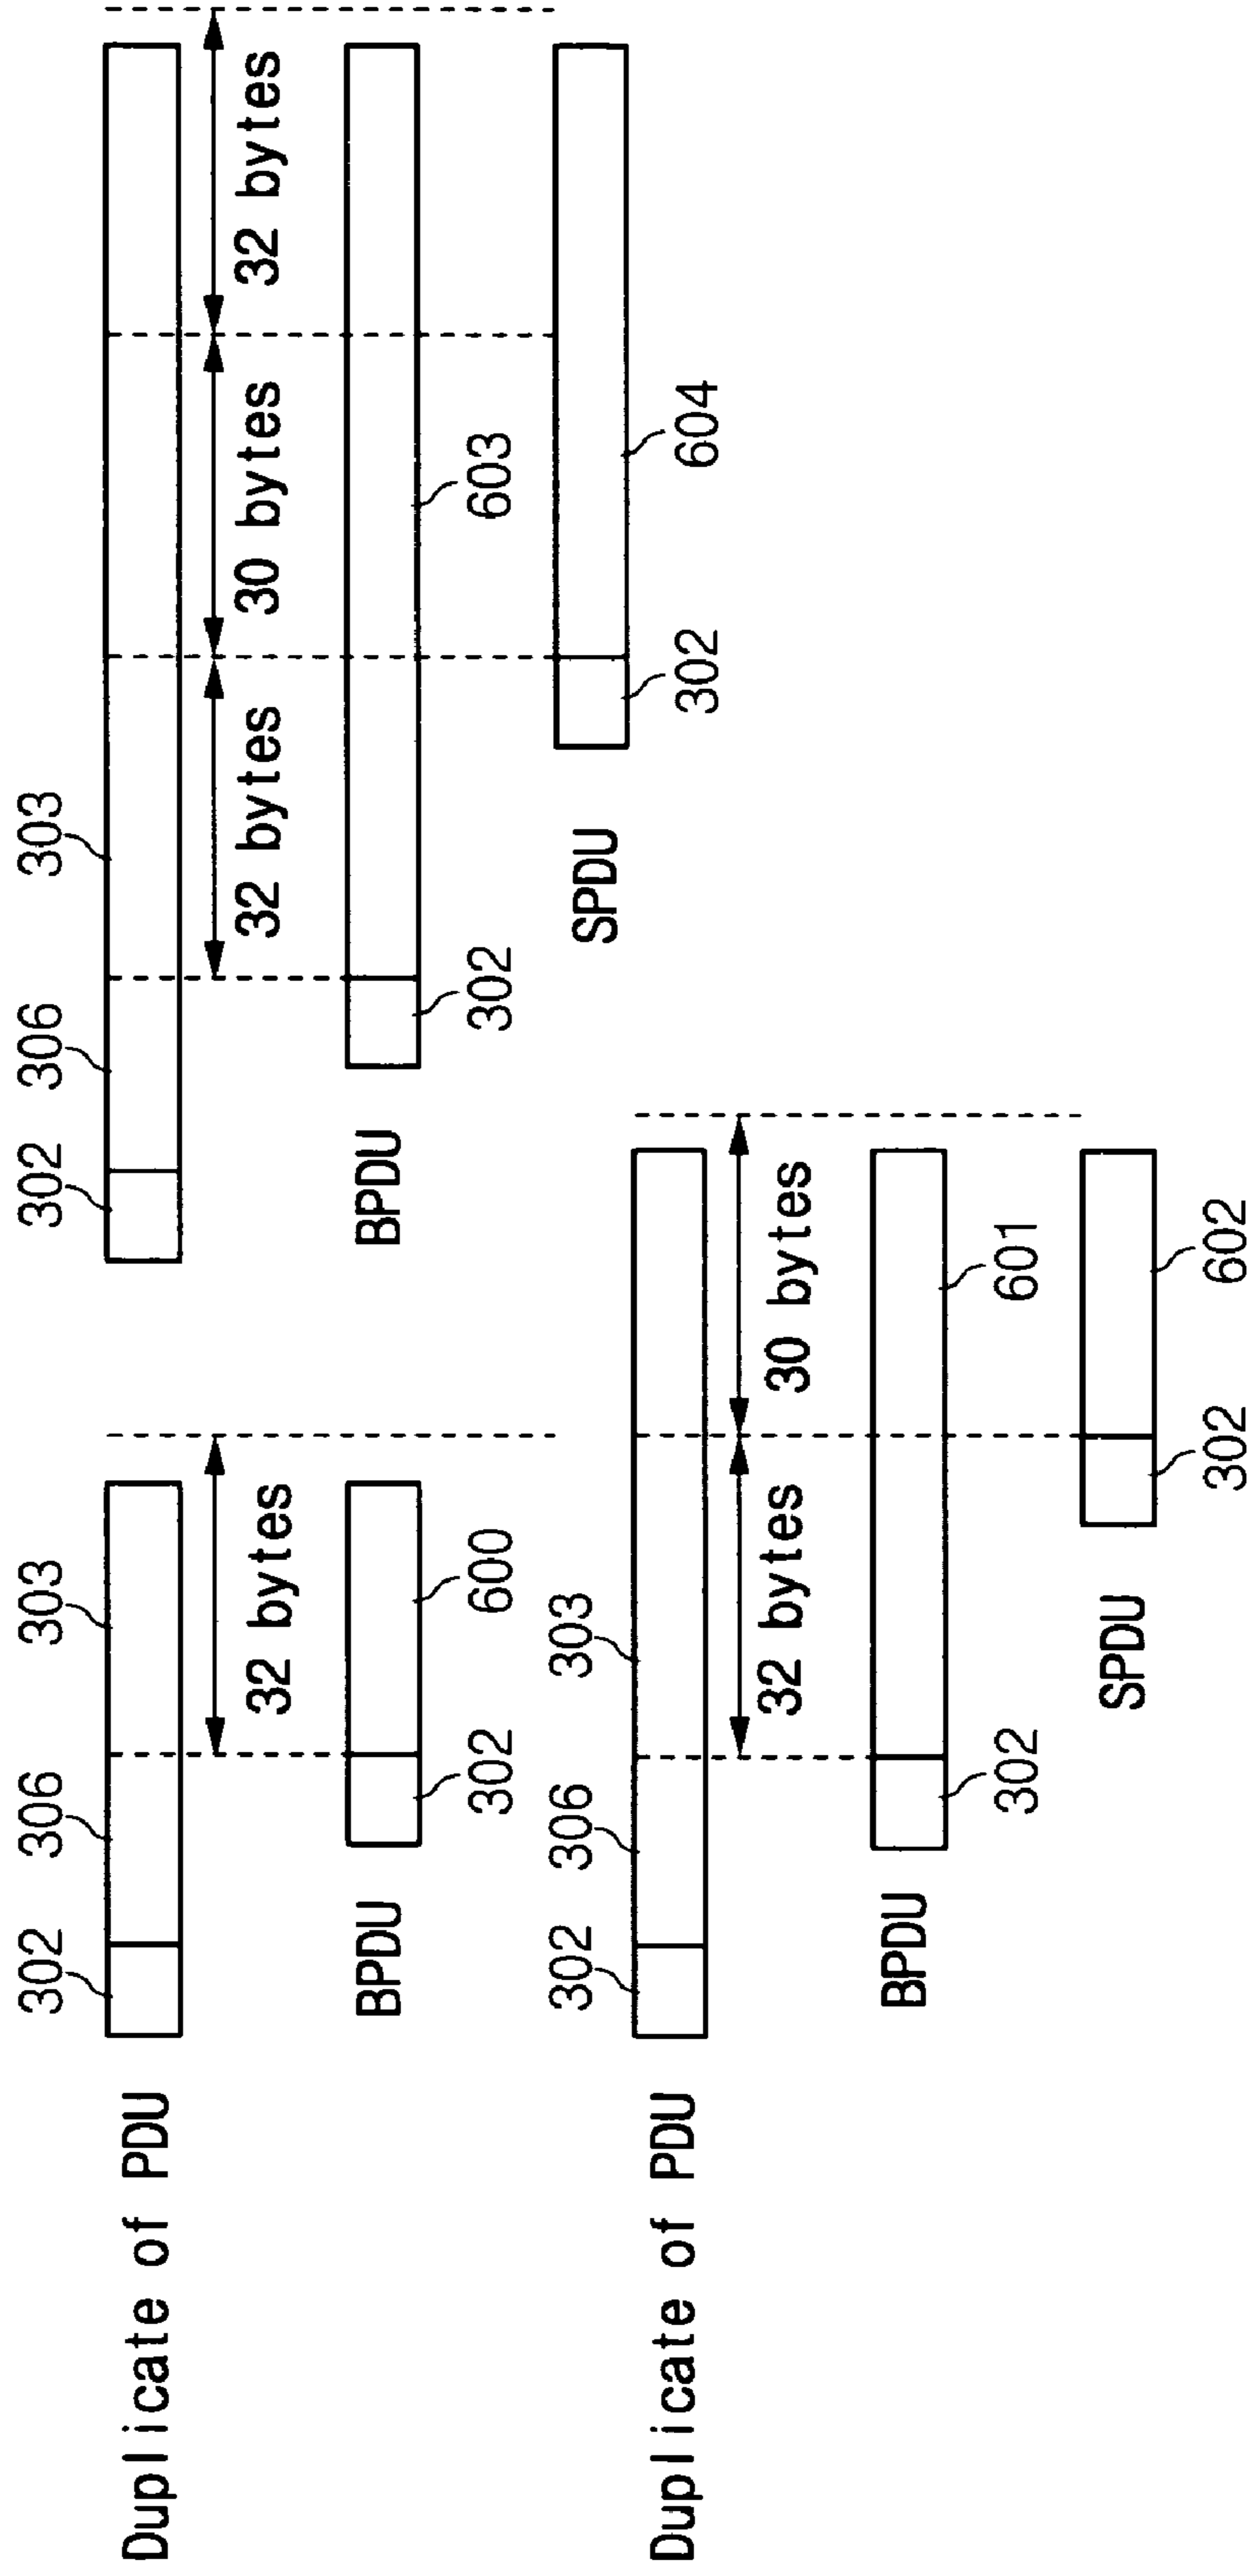 302 306 303
Duplicate of PDU
32 bytes
BPDU
302 600
302 306 303
32 bytes 30 bytes 32 bytes
BPDU
302 603
SPDU
302 604
302 306 303
Duplicate of PDU
32 bytes 30 bytes
BPDU
302 601
SPDU
302 602